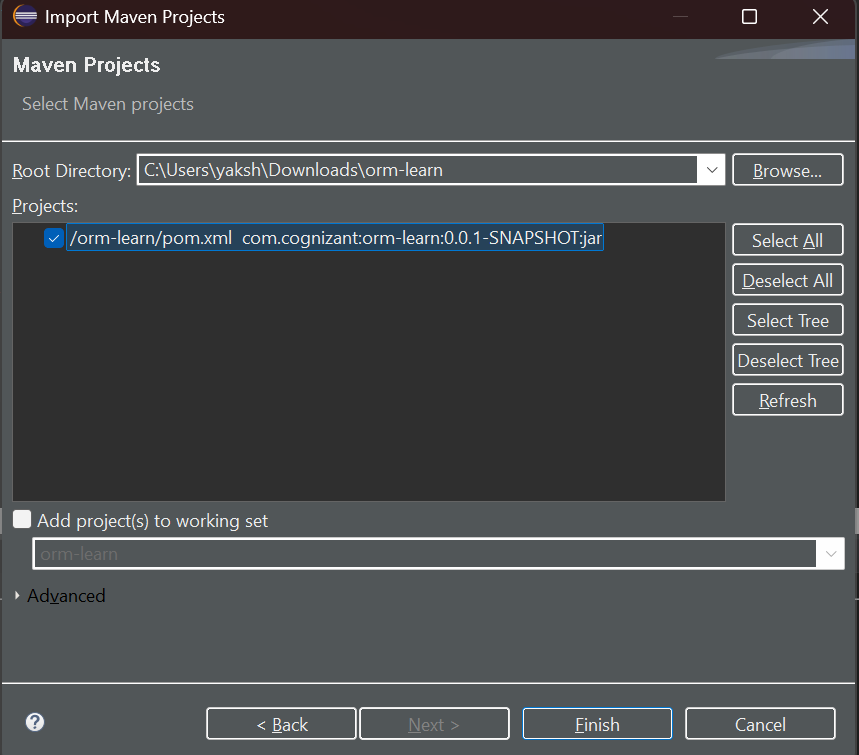 Import Maven Projects
Maven Projects
Select Maven projects
Root Directory: C:\Users\yaksh\Downloads\orm-learn Browse...
Projects:
/orm-learn/pom.xml com.cognizant:orm-learn:0.0.1-SNAPSHOT:jar
Select All
Deselect All
Select Tree
Deselect Tree
Refresh
Add project(s) to working set
orm-learn
Advanced
? < Back Next > Finish Cancel